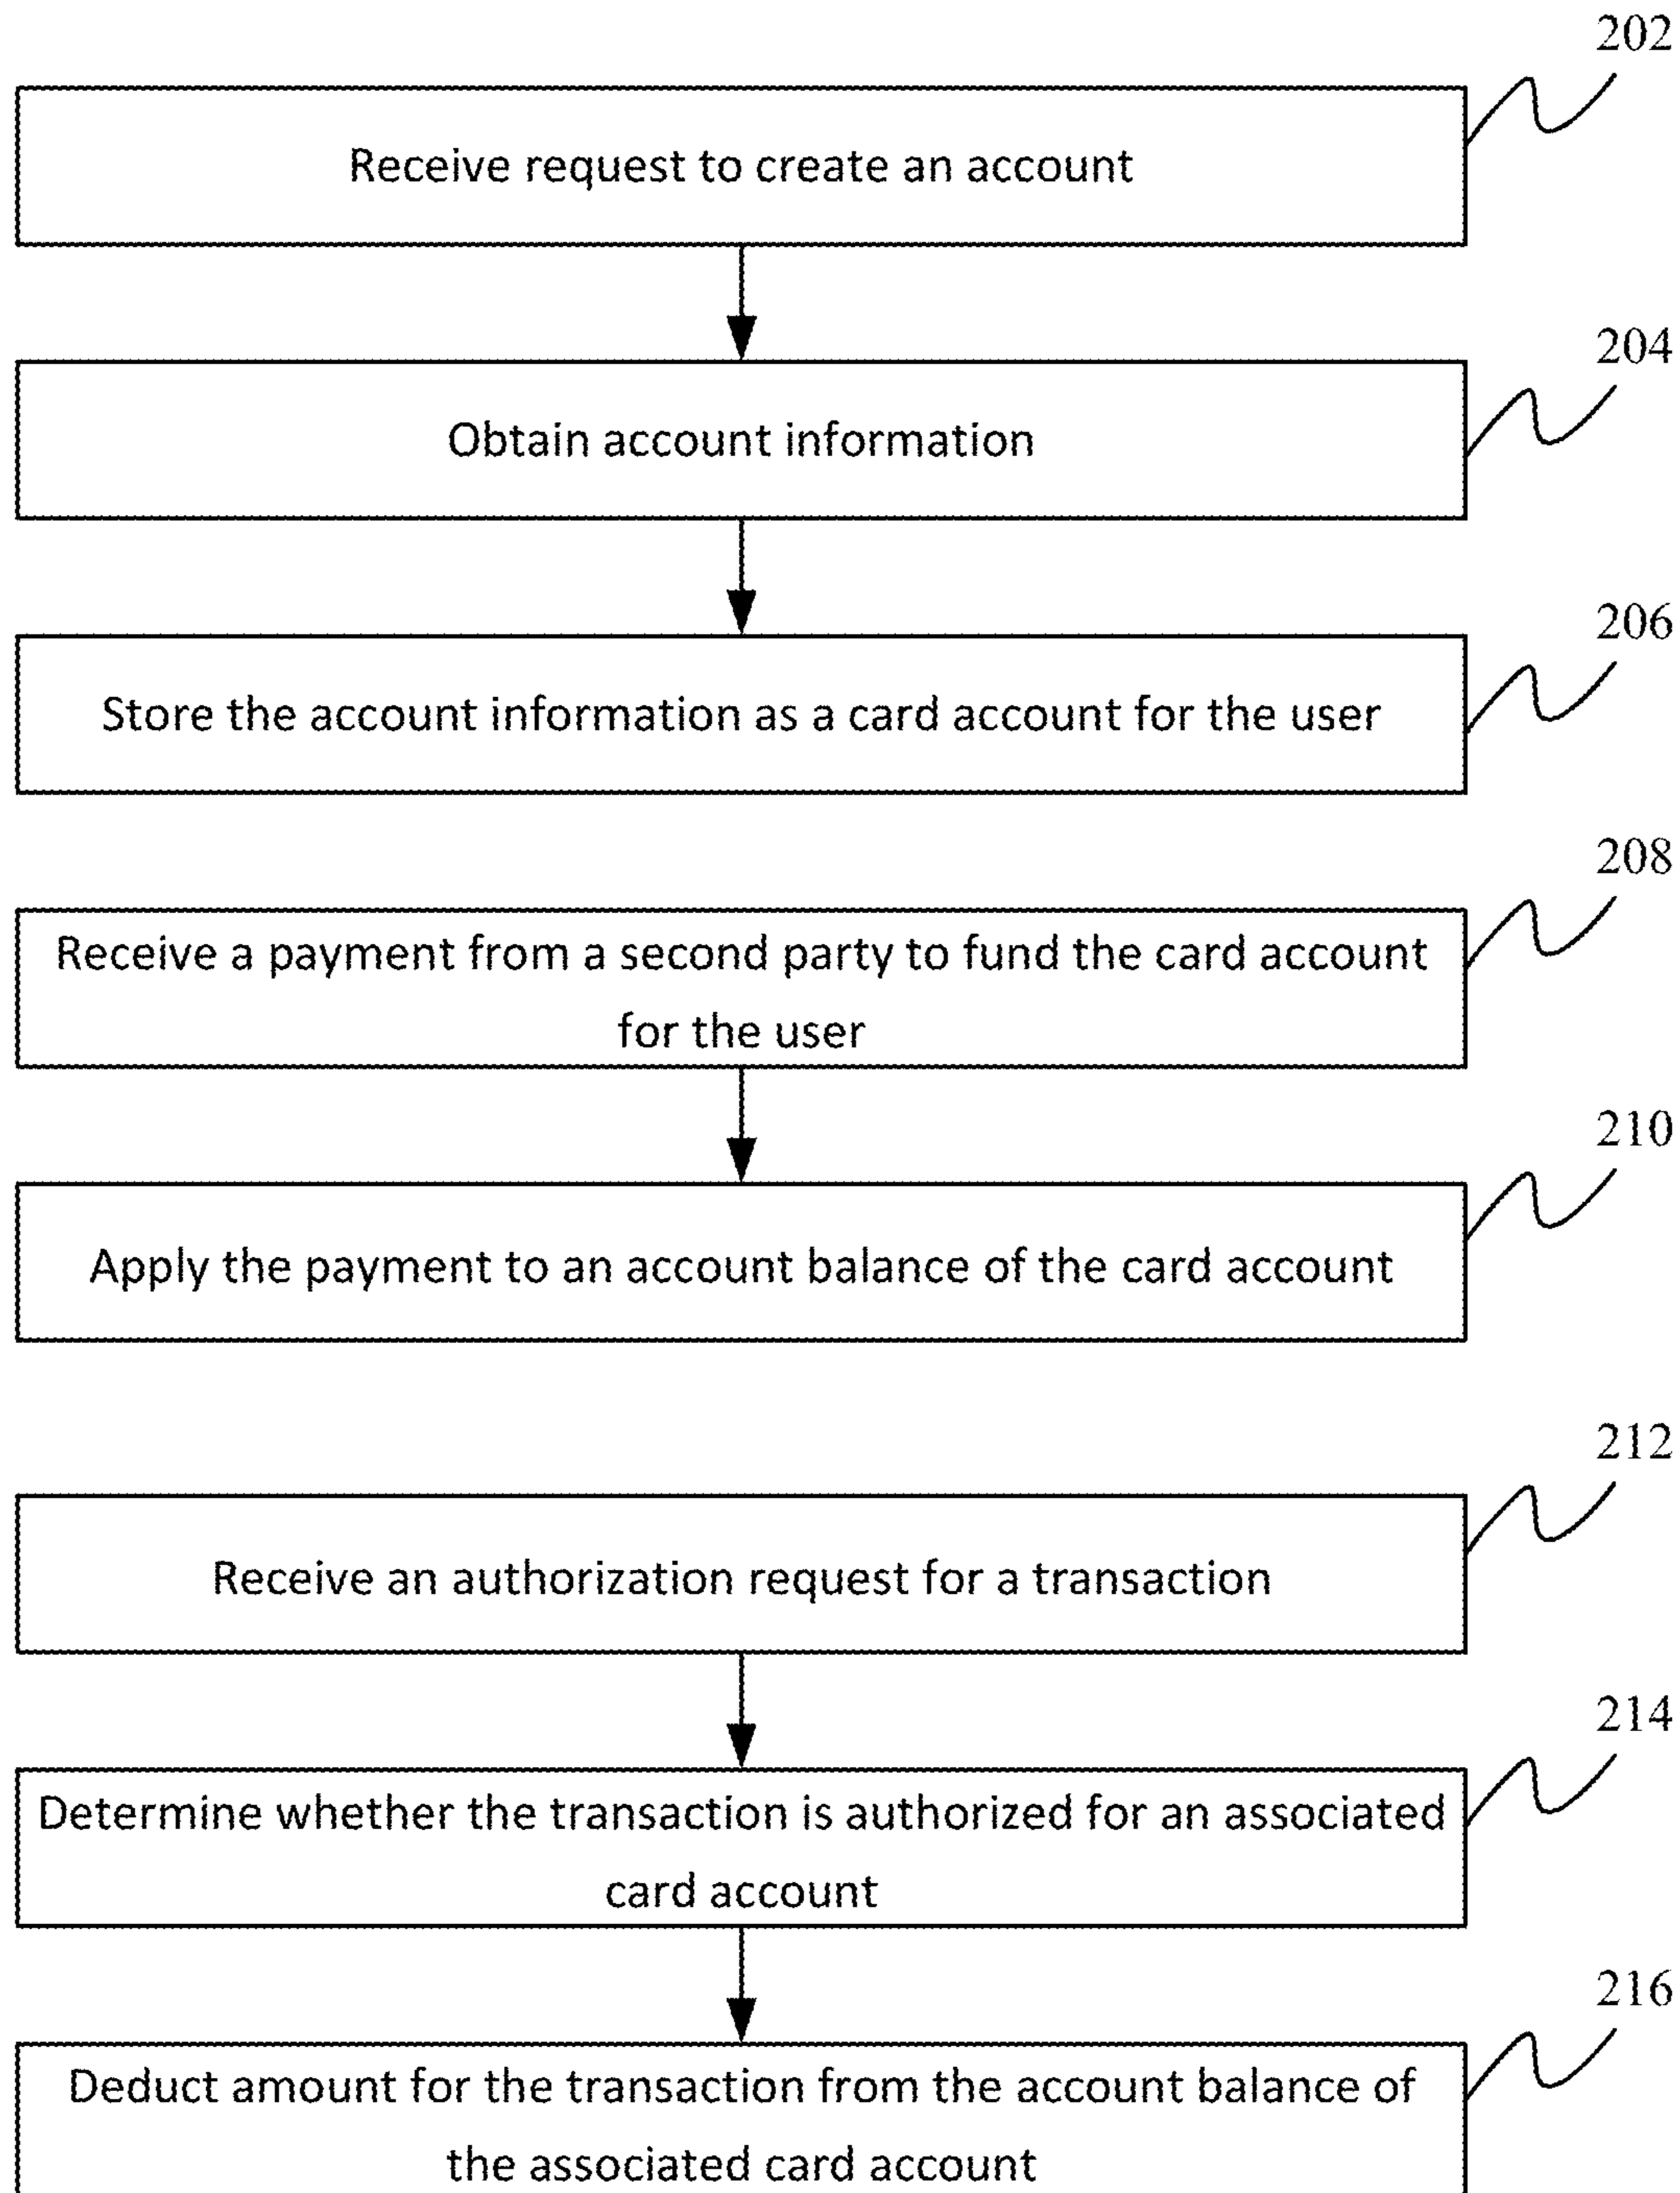 202
Receive request to create an account
204
Obtain account information
206
Store the account information as a card account for the user
208
Receive a payment from a second party to fund the card account
for the user
210
Apply the payment to an account balance of the card account
212
Receive an authorization request for a transaction
214
Determine whether the transaction is authorized for an associated
card account
216
Deduct amount for the transaction from the account balance of
the associated card account